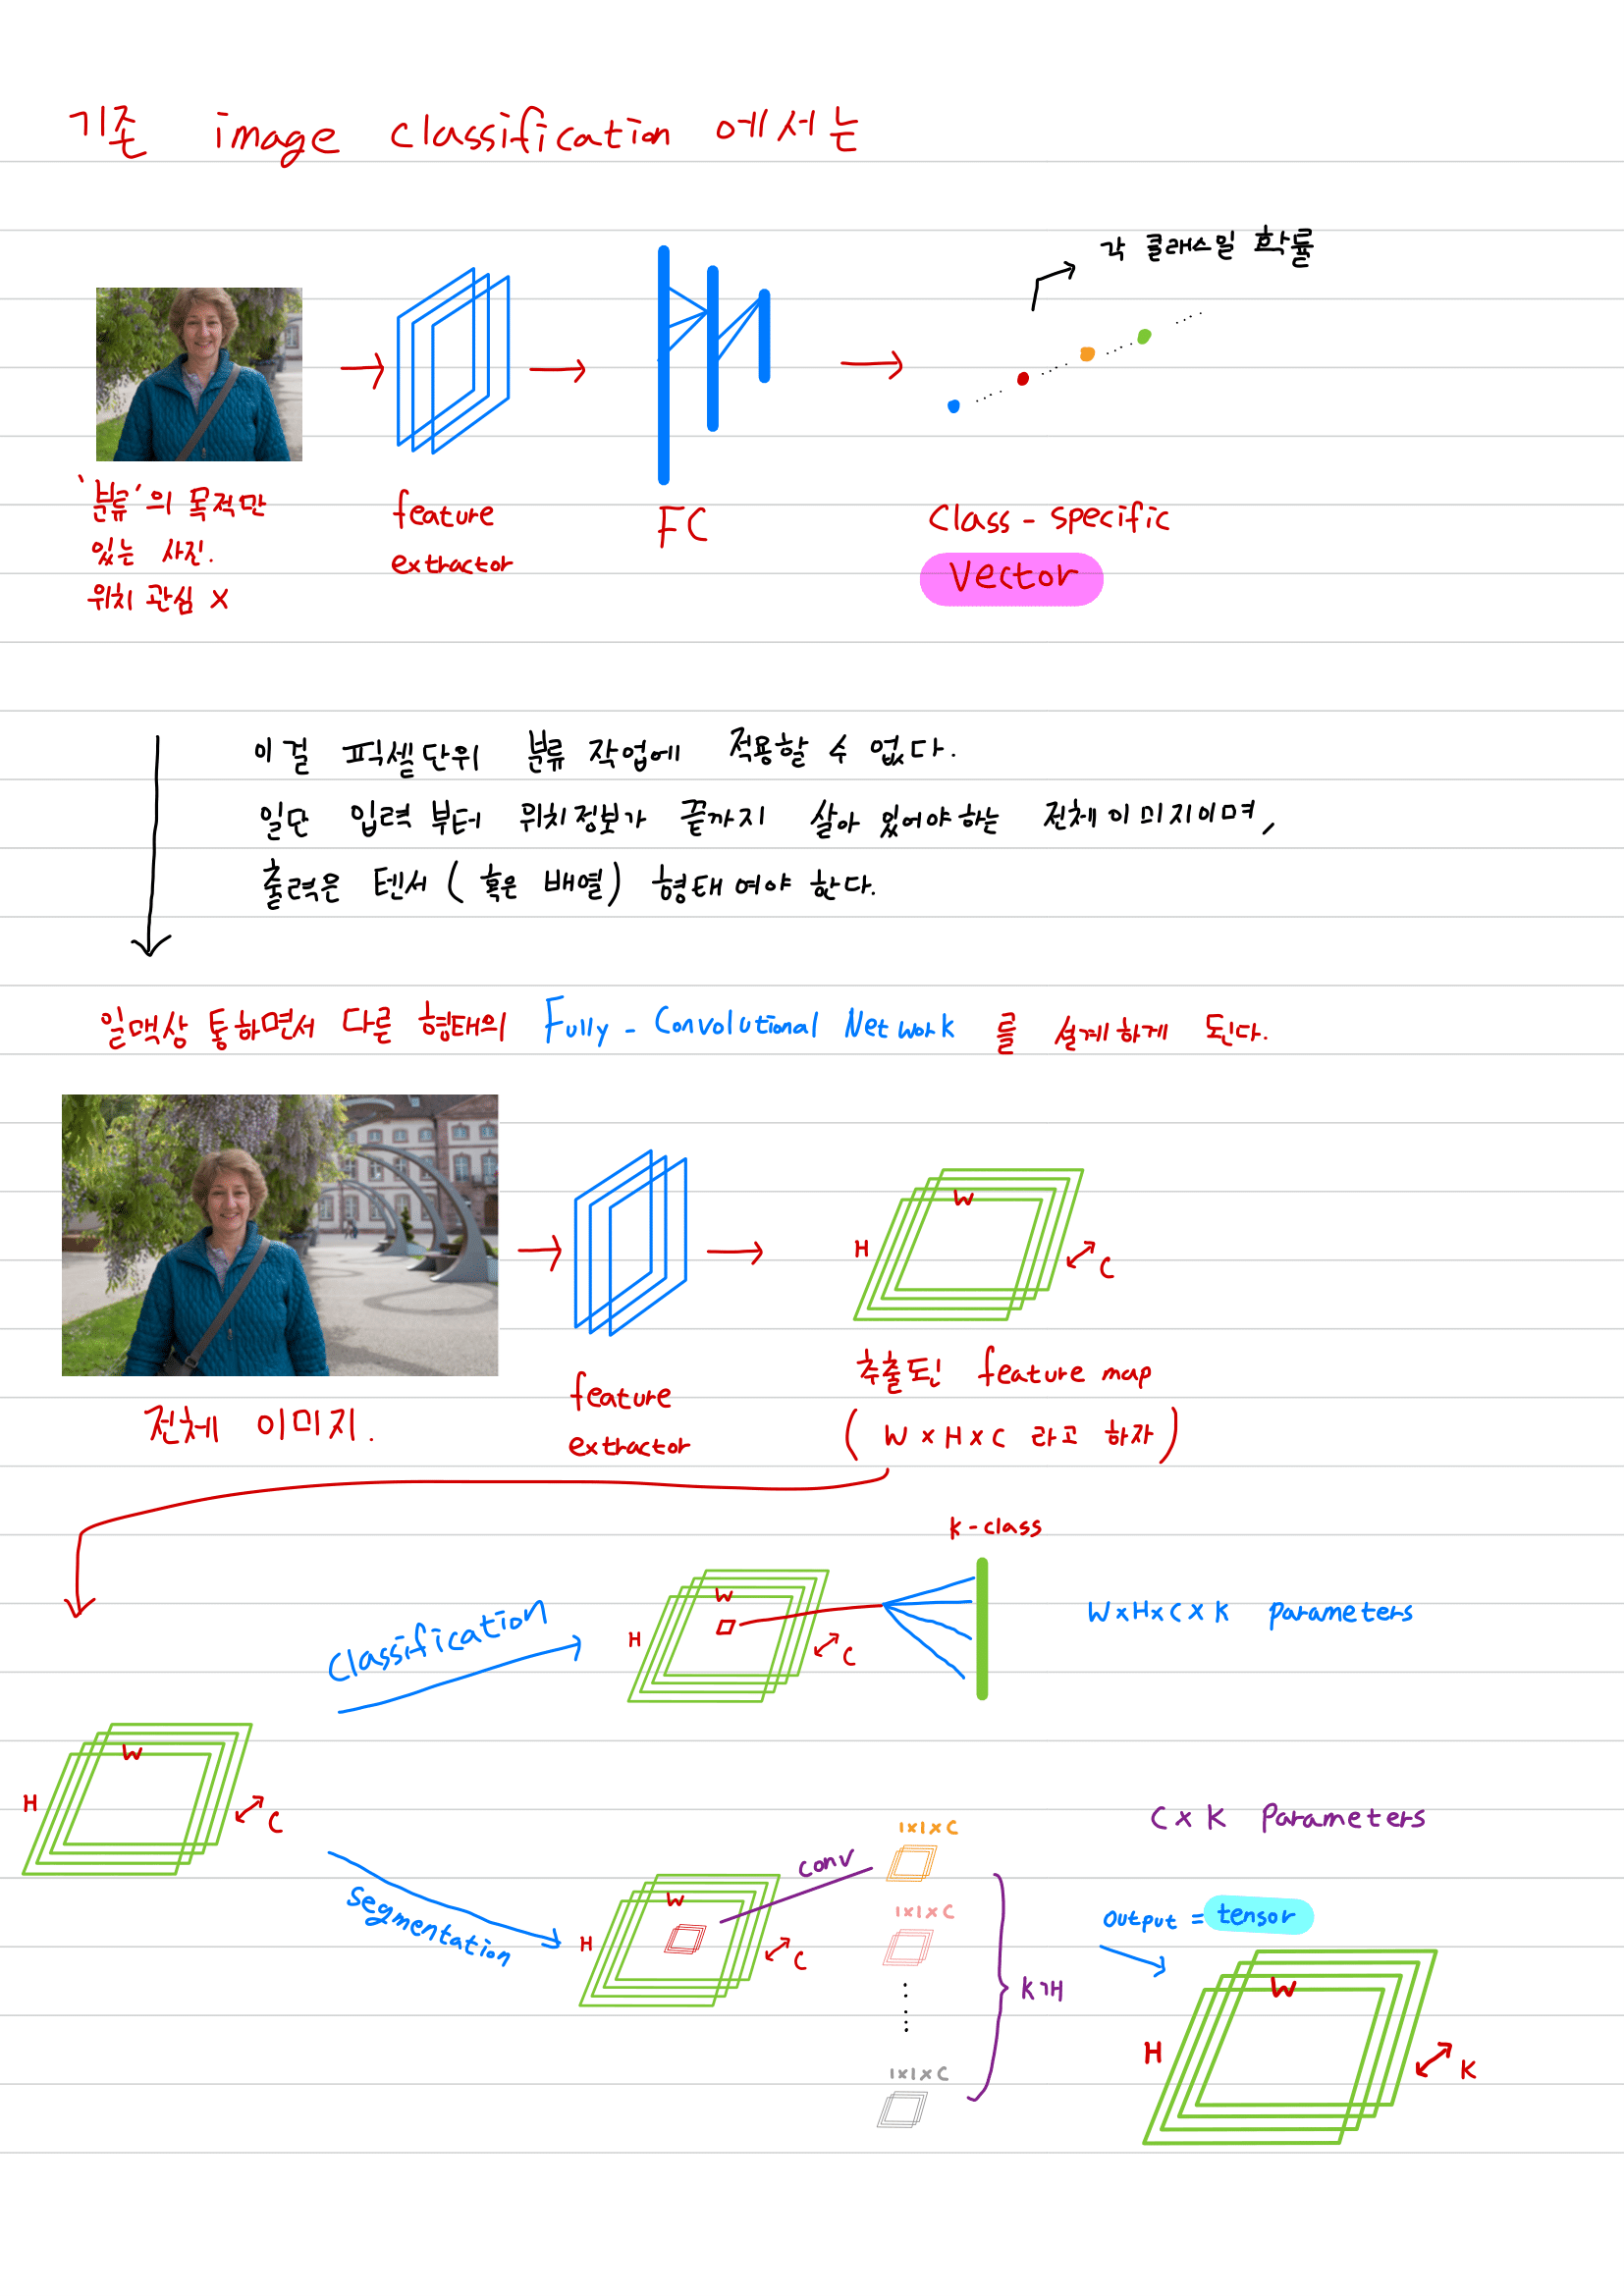 기존 image classification 에서는
각 클래스밀 확률
'분류'의 목적만
있는 사진.
위치 관심 X
feature
extractor
FC
Class - specific
Vector
이걸 픽셀단위 분류 작업에 적용할 수 없다.
일단 입력 부터 위치정보가 끝까지 살아 있어야하는 전체이미지이며,
출력은 텐서 ( 혹은 배열) 형태여야 한다.
일맥상 통하면서 다른 형태의 Fully - Convolutional Network 를 설계하게 된다.
W
H
C
전체 이미지.
feature
extractor
추출된 feature map
( W x H x C 라고 하자 )
k-class
Classification
W
H
C
W x H x C x K parameters
W
H
C
Segmentation
W
H
C
conv
1x1xC
1x1xC
1x1xC
K개
C x K parameters
output = tensor
W
H
K